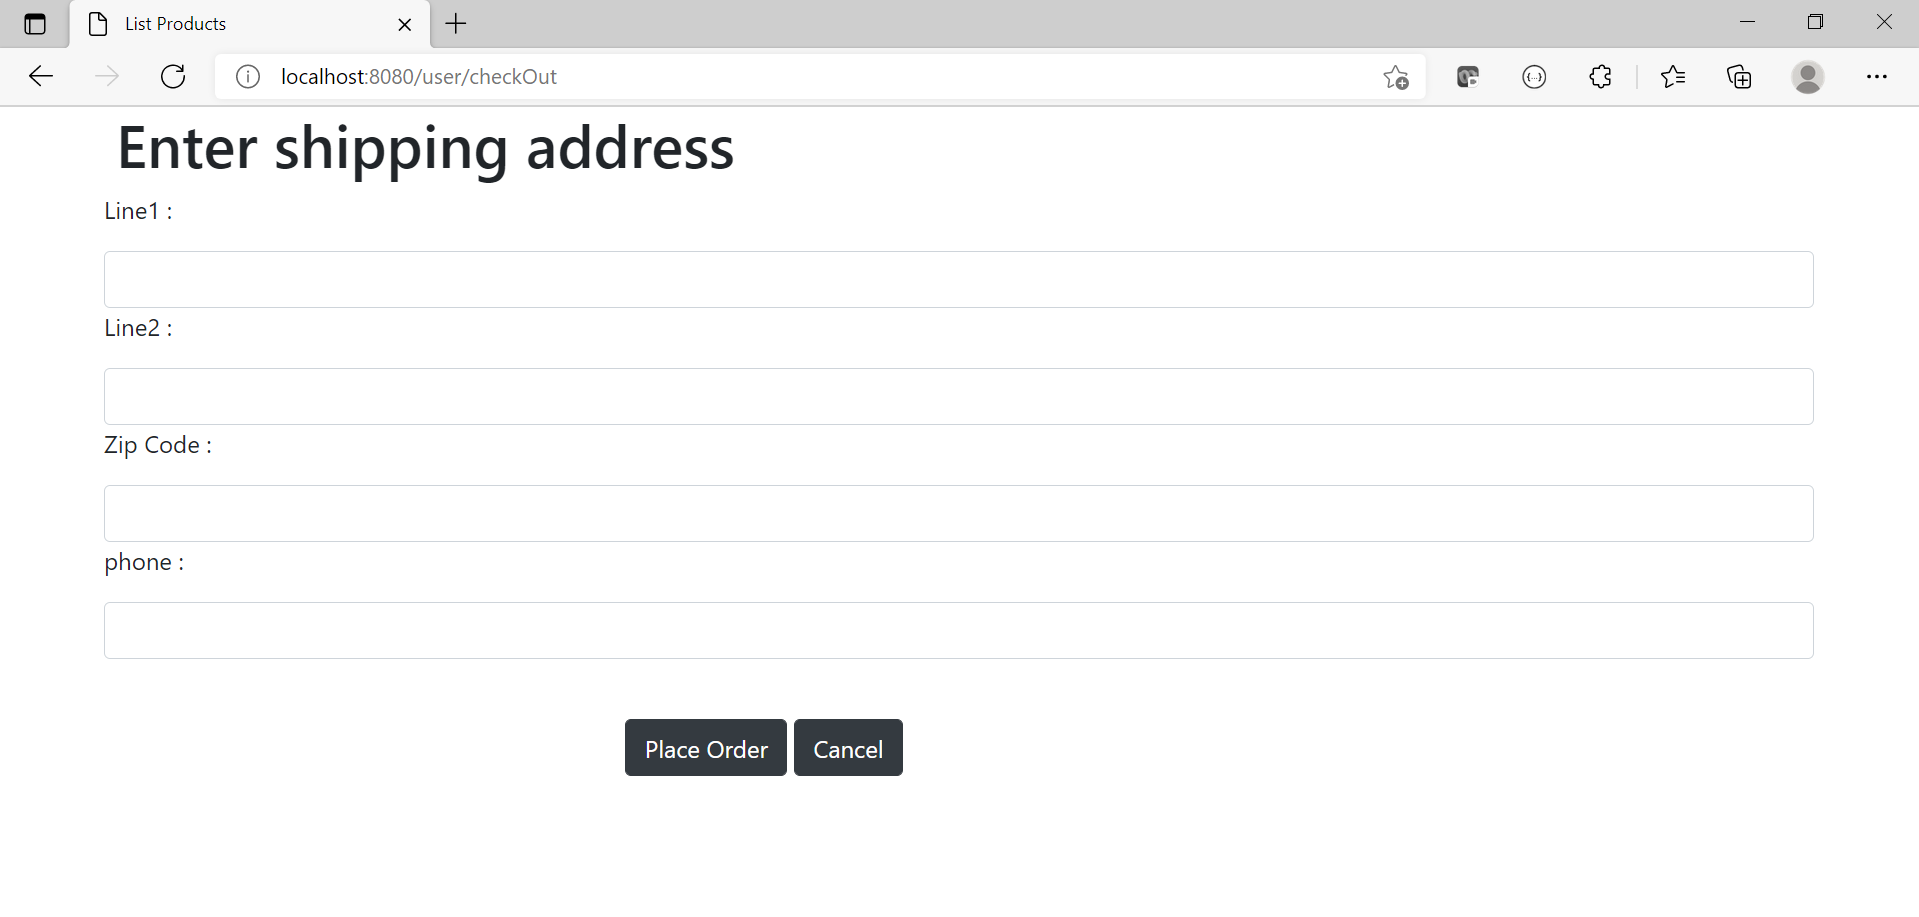 List Products
localhost:8080/user/checkOut
Enter shipping address
Line1 :
Line2 :
Zip Code :
phone :
Place Order Cancel